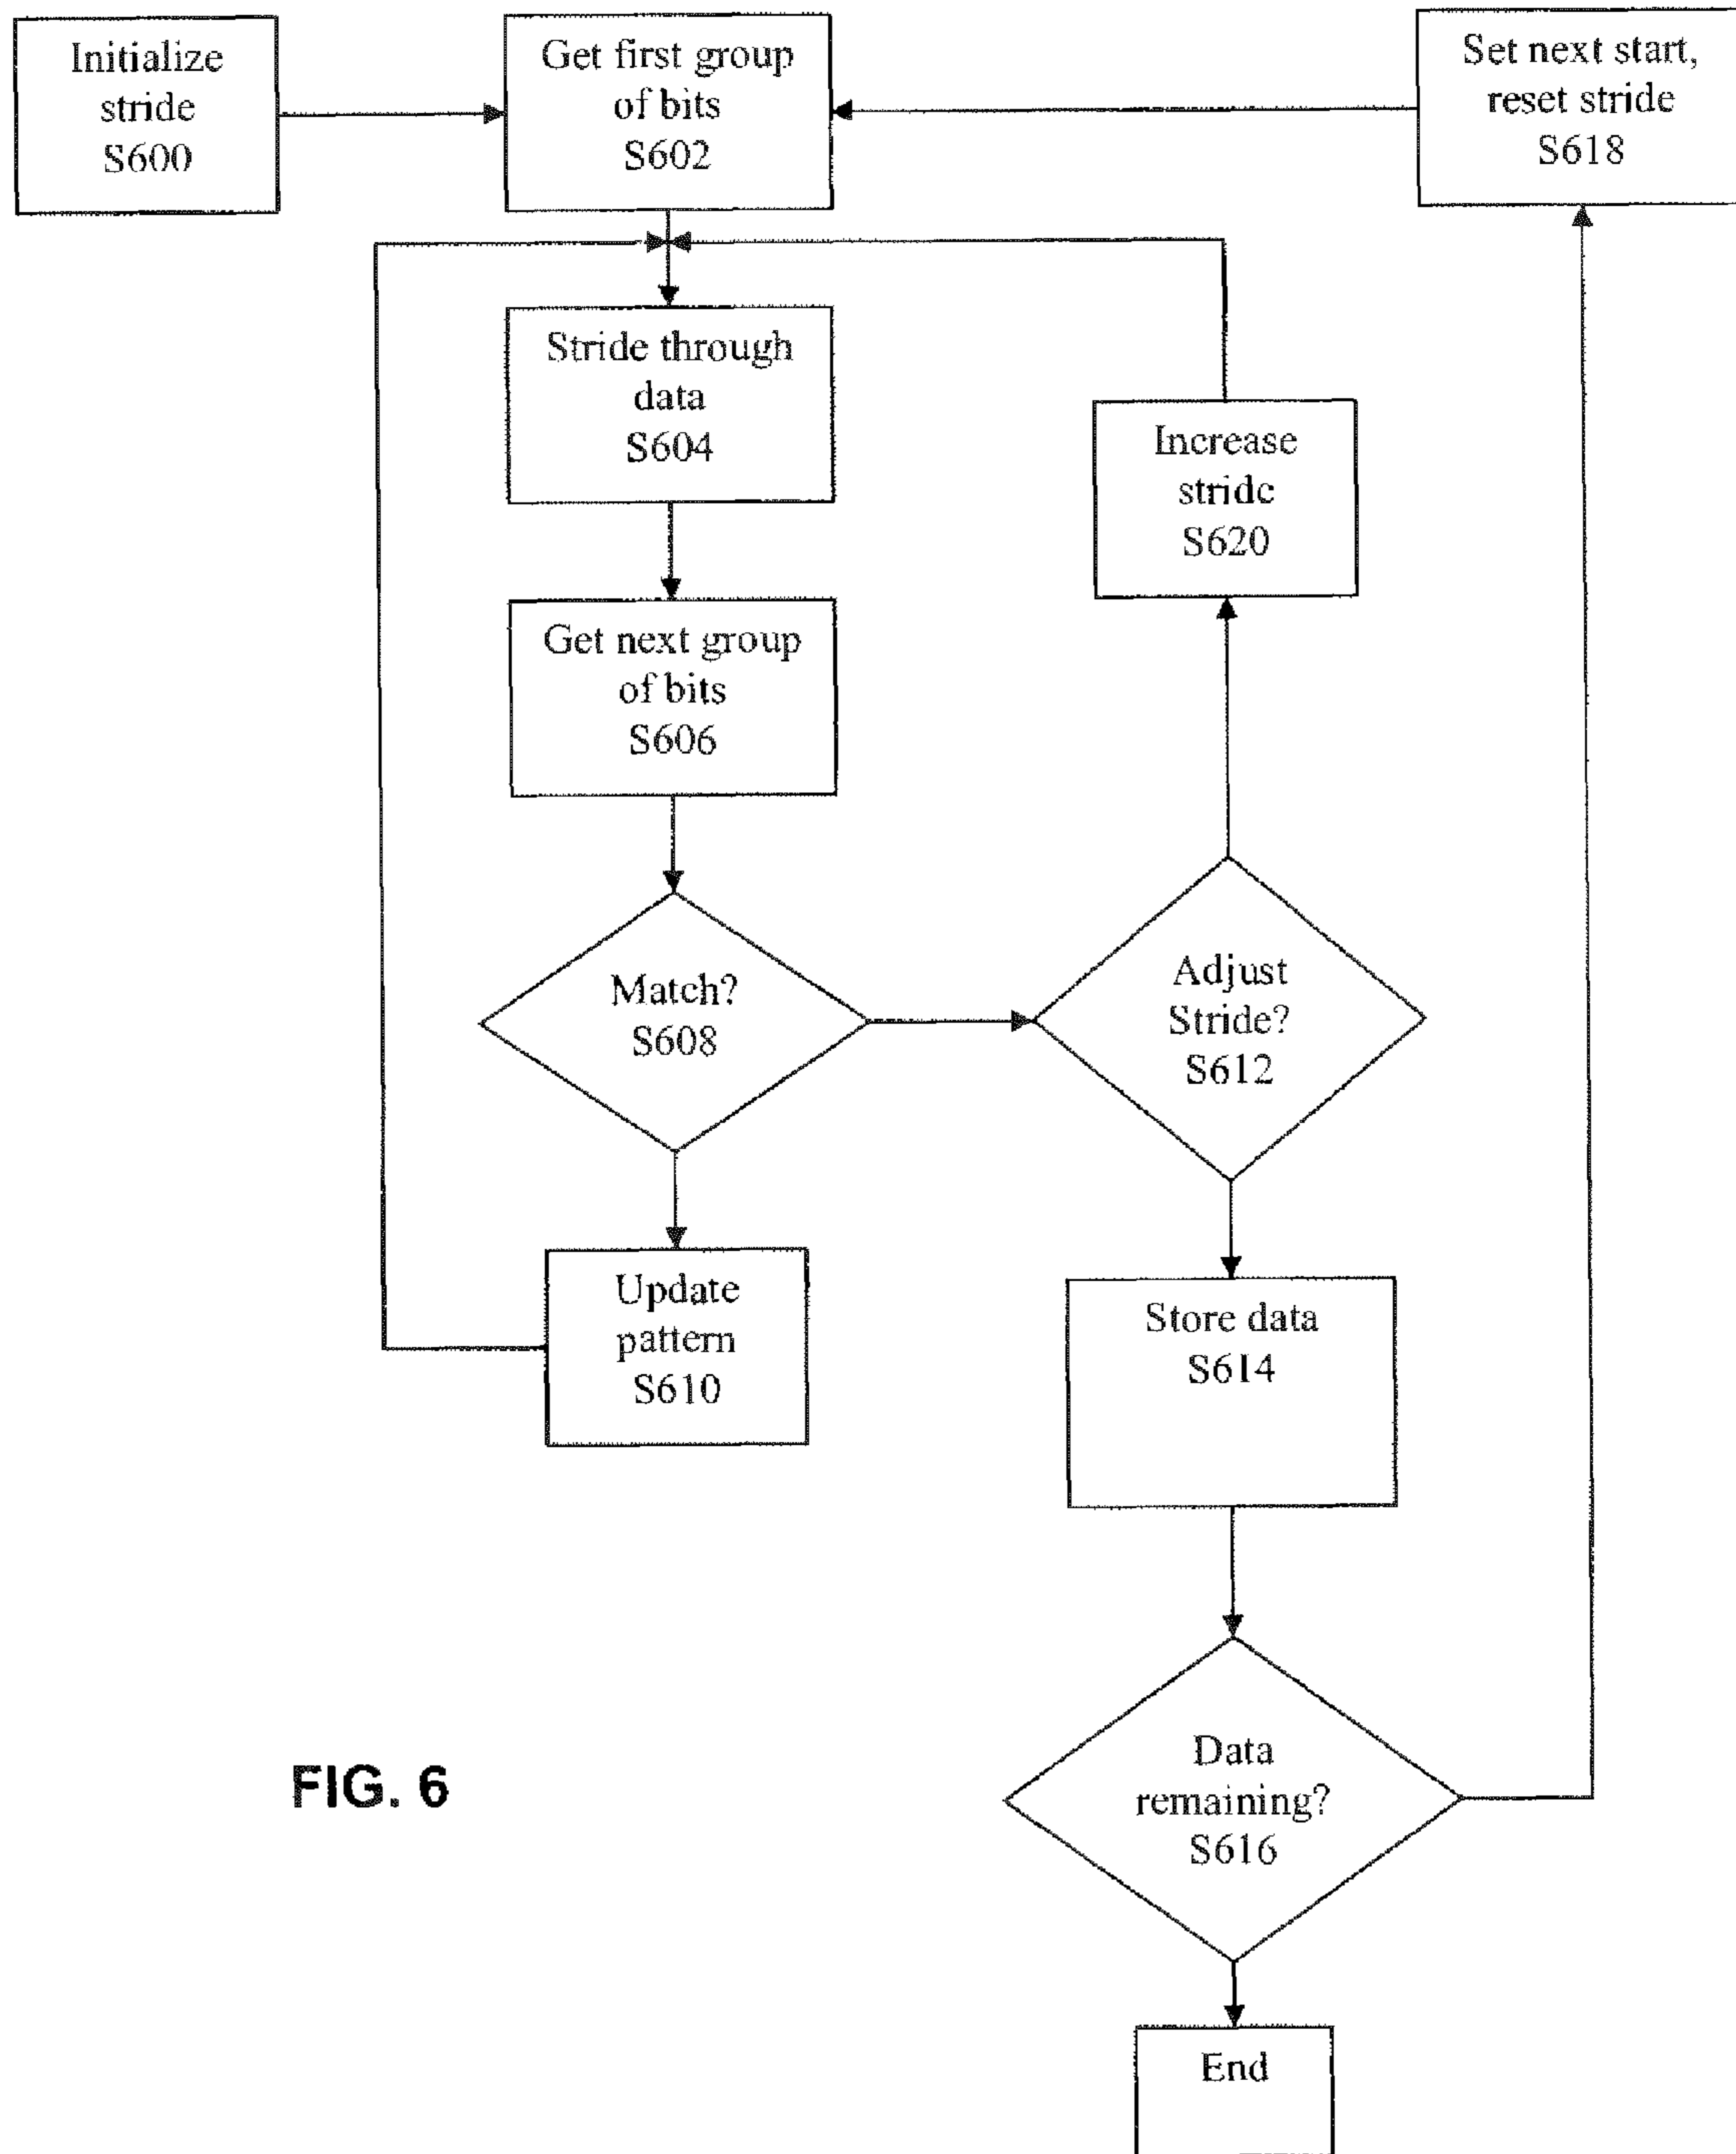 Initialize
stride
S600
Get first group
of bits
S602
Set next start,
reset stride
S618
Stride through
data
S604
Increase
stride
S620
Get next group
of bits
S606
Match?
S608
Adjust
Stride?
S612
Update
pattern
S610
Store data
S614
Data
remaining?
S616
FIG. 6
End